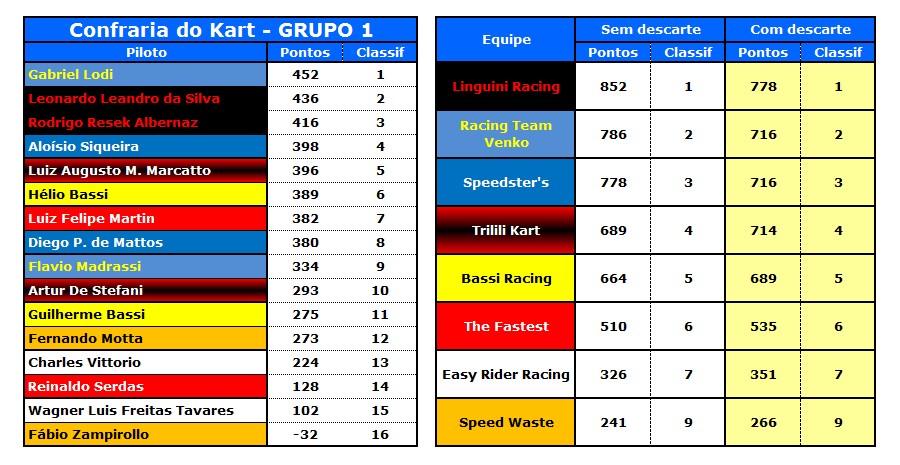 Confraria do Kart - GRUPO 1
Piloto Pontos Classif
Gabriel Lodi 452 1
Leonardo Leandro da Silva 436 2
Rodrigo Resek Albernaz 416 3
Aloísio Siqueira 398 4
Luiz Augusto M. Marcatto 396 5
Hélio Bassi 389 6
Luiz Felipe Martin 382 7
Diego P. de Mattos 380 8
Flavio Madrassi 334 9
Artur De Stefani 293 10
Guilherme Bassi 275 11
Fernando Motta 273 12
Charles Vittorio 224 13
Reinaldo Serdas 128 14
Wagner Luis Freitas Tavares 102 15
Fábio Zampirollo -32 16
Equipe Sem descarte Com descarte
Pontos Classif Pontos Classif
Linguini Racing 852 1 778 1
Racing Team
Venko 786 2 716 2
Speedster's 778 3 716 3
Trilili Kart 689 4 714 4
Bassi Racing 664 5 689 5
The Fastest 510 6 535 6
Easy Rider Racing 326 7 351 7
Speed Waste 241 9 266 9